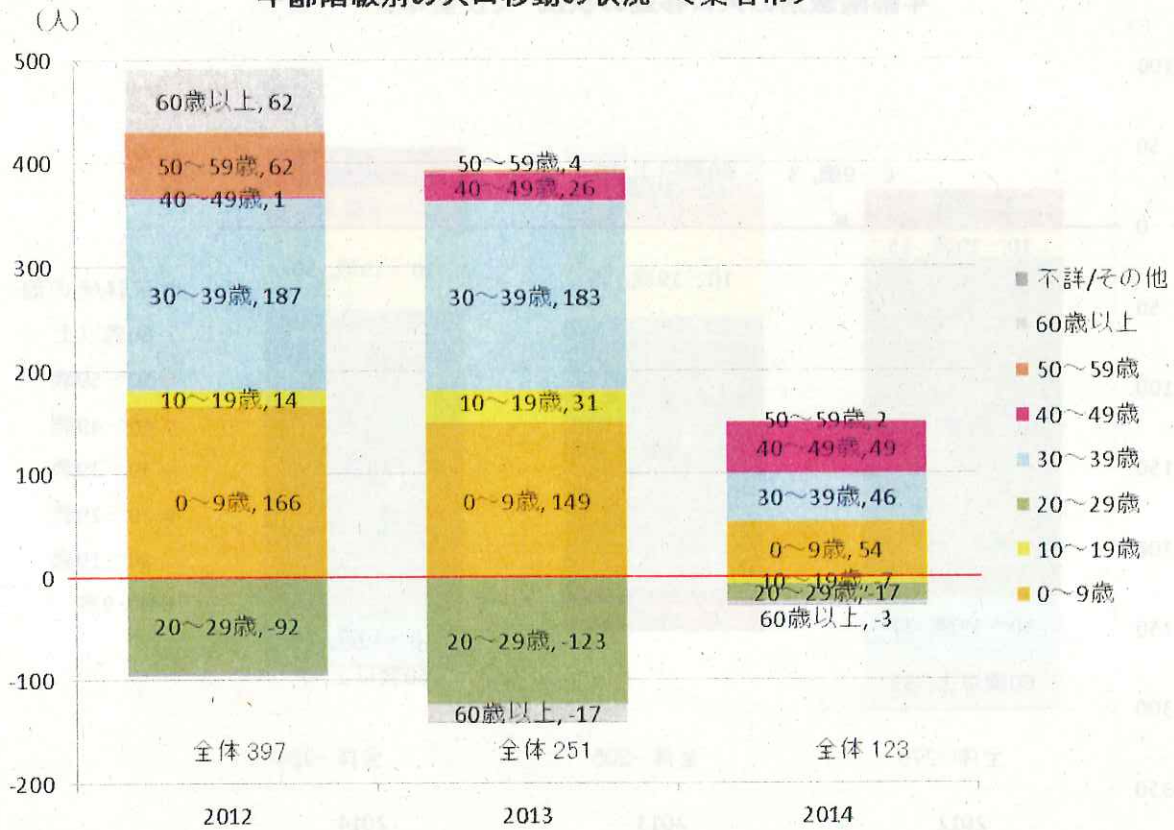 (人)
500
400
300
200
100
0
-100
-200
60歳以上, 62
50～59歳, 62
40～49歳, 1
30～39歳, 187
10～19歳, 14
0～9歳, 166
20～29歳, -92
全体 397
2012
50～59歳, 4
40～49歳, 26
30～39歳, 183
10～19歳, 31
0～9歳, 149
20～29歳, -123
60歳以上, -17
全体 251
2013
50～59歳, 2
40～49歳, 49
30～39歳, 46
0～9歳, 54
10～19歳, -7
20～29歳, -17
60歳以上, -3
全体 123
2014
不詳/その他
60歳以上
50～59歳
40～49歳
30～39歳
20～29歳
10～19歳
0～9歳